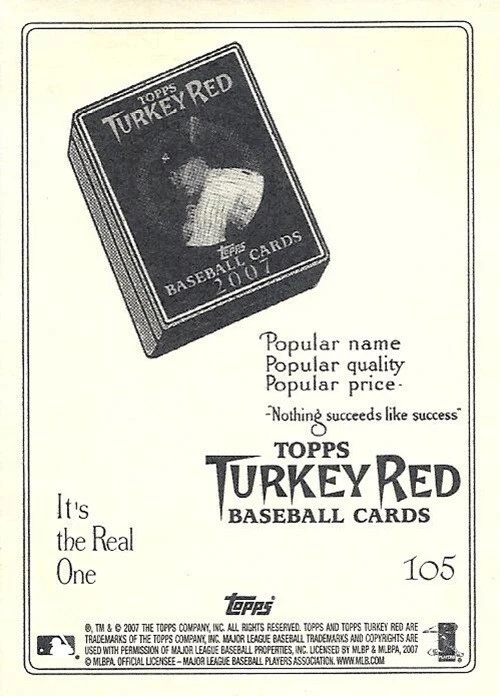 TOPPS
TURKEY RED
topps
BASEBALL CARDS
2007
Popular name
Popular quality
Popular price.
"Nothing succeeds like success"
TOPPS
TURKEY RED
BASEBALL CARDS
It's
the Real
One
105
topps
®, TM & © 2007 THE TOPPS COMPANY, INC. ALL RIGHTS RESERVED. TOPPS AND TOPPS TURKEY RED ARE
TRADEMARKS OF THE TOPPS COMPANY, INC. MAJOR LEAGUE BASEBALL TRADEMARKS AND COPYRIGHTS ARE
USED WITH PERMISSION OF MAJOR LEAGUE BASEBALL PROPERTIES, INC. LICENSED BY MLBP & MLBPA, 2007
© MLBPA. OFFICIAL LICENSEE – MAJOR LEAGUE BASEBALL PLAYERS ASSOCIATION. WWW.MLB.COM